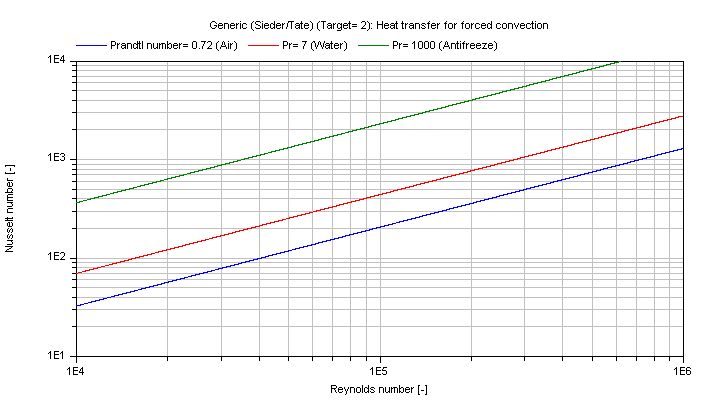 Generic (Sieder/Tate) (Target= 2): Heat transfer for forced convection
Prandtl number= 0.72 (Air) Pr= 7 (Water) Pr= 1000 (Antifreeze)
1E4
1E3
1E2
1E1
Nusselt number [-]
1E4 1E5 1E6
Reynolds number [-]